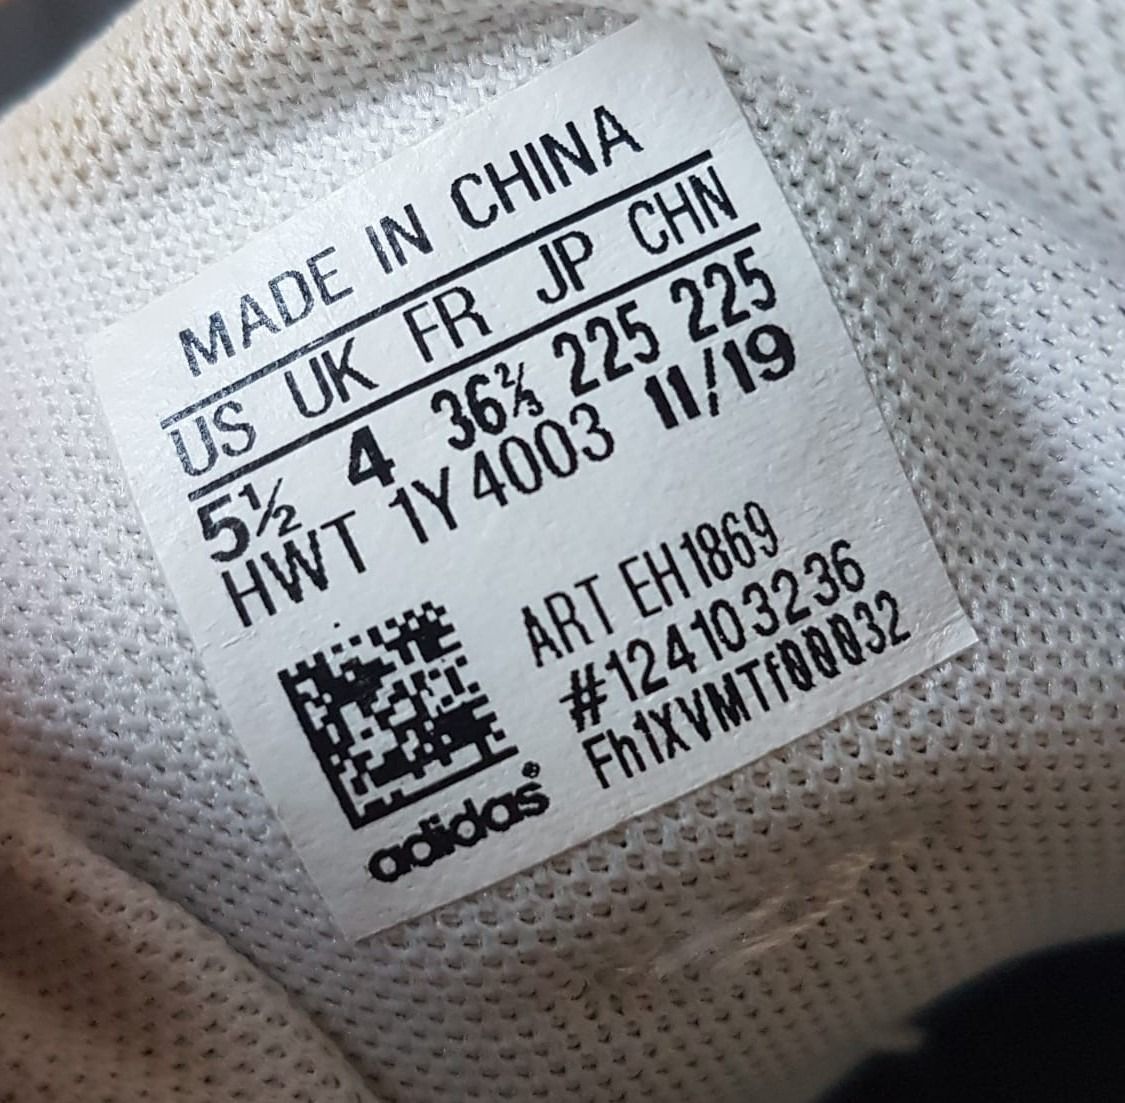 MADE IN CHINA
US UK FR JP CHN
5½ 4 36⅔ 225 225
HWT 1Y4003 11/19
ART EH1869
#124103236
Fh1XVMTf00032
adidas®